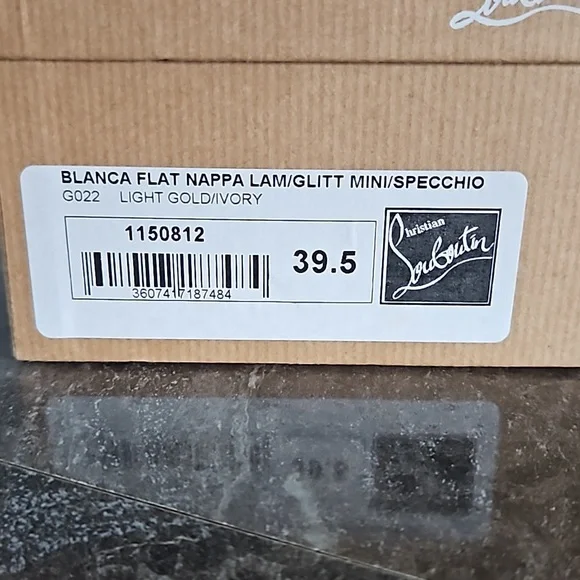 BLANCA FLAT NAPPA LAM/GLITT MINI/SPECCHIO
G022 LIGHT GOLD/IVORY
1150812
39.5
3607417187484
Christian
Louboutin